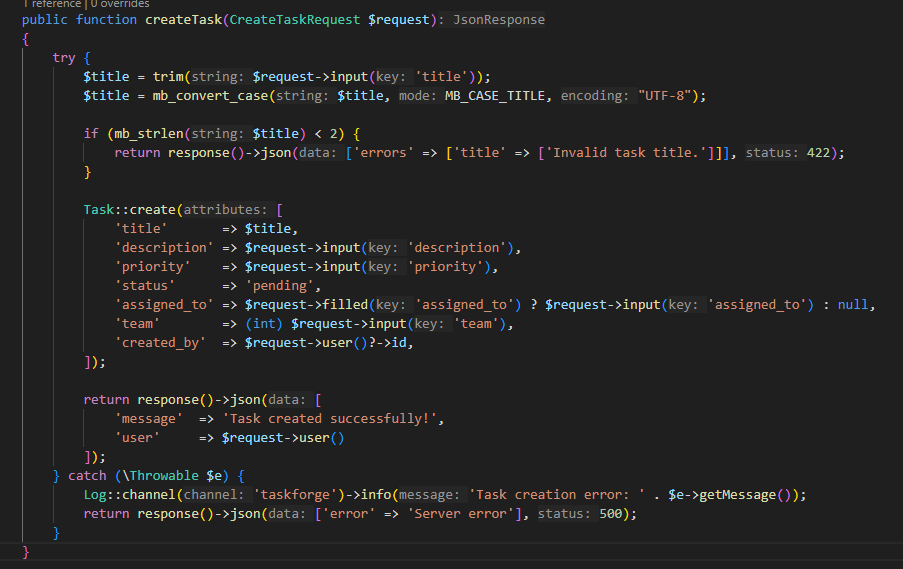 1 reference | 0 overrides
public function createTask(CreateTaskRequest $request): JsonResponse
{
    try {
        $title = trim(string: $request->input(key: 'title'));
        $title = mb_convert_case(string: $title, mode: MB_CASE_TITLE, encoding: "UTF-8");

        if (mb_strlen(string: $title) < 2) {
            return response()->json(data: ['errors' => ['title' => ['Invalid task title.']]], status: 422);
        }

        Task::create(attributes: [
            'title'       => $title,
            'description' => $request->input(key: 'description'),
            'priority'    => $request->input(key: 'priority'),
            'status'      => 'pending',
            'assigned_to' => $request->filled(key: 'assigned_to') ? $request->input(key: 'assigned_to') : null,
            'team'        => (int) $request->input(key: 'team'),
            'created_by'  => $request->user()?->id,
        ]);

        return response()->json(data: [
            'message'  => 'Task created successfully!',
            'user'     => $request->user()
        ]);
    } catch (\Throwable $e) {
        Log::channel(channel: 'taskforge')->info(message: 'Task creation error: ' . $e->getMessage());
        return response()->json(data: ['error' => 'Server error'], status: 500);
    }
}